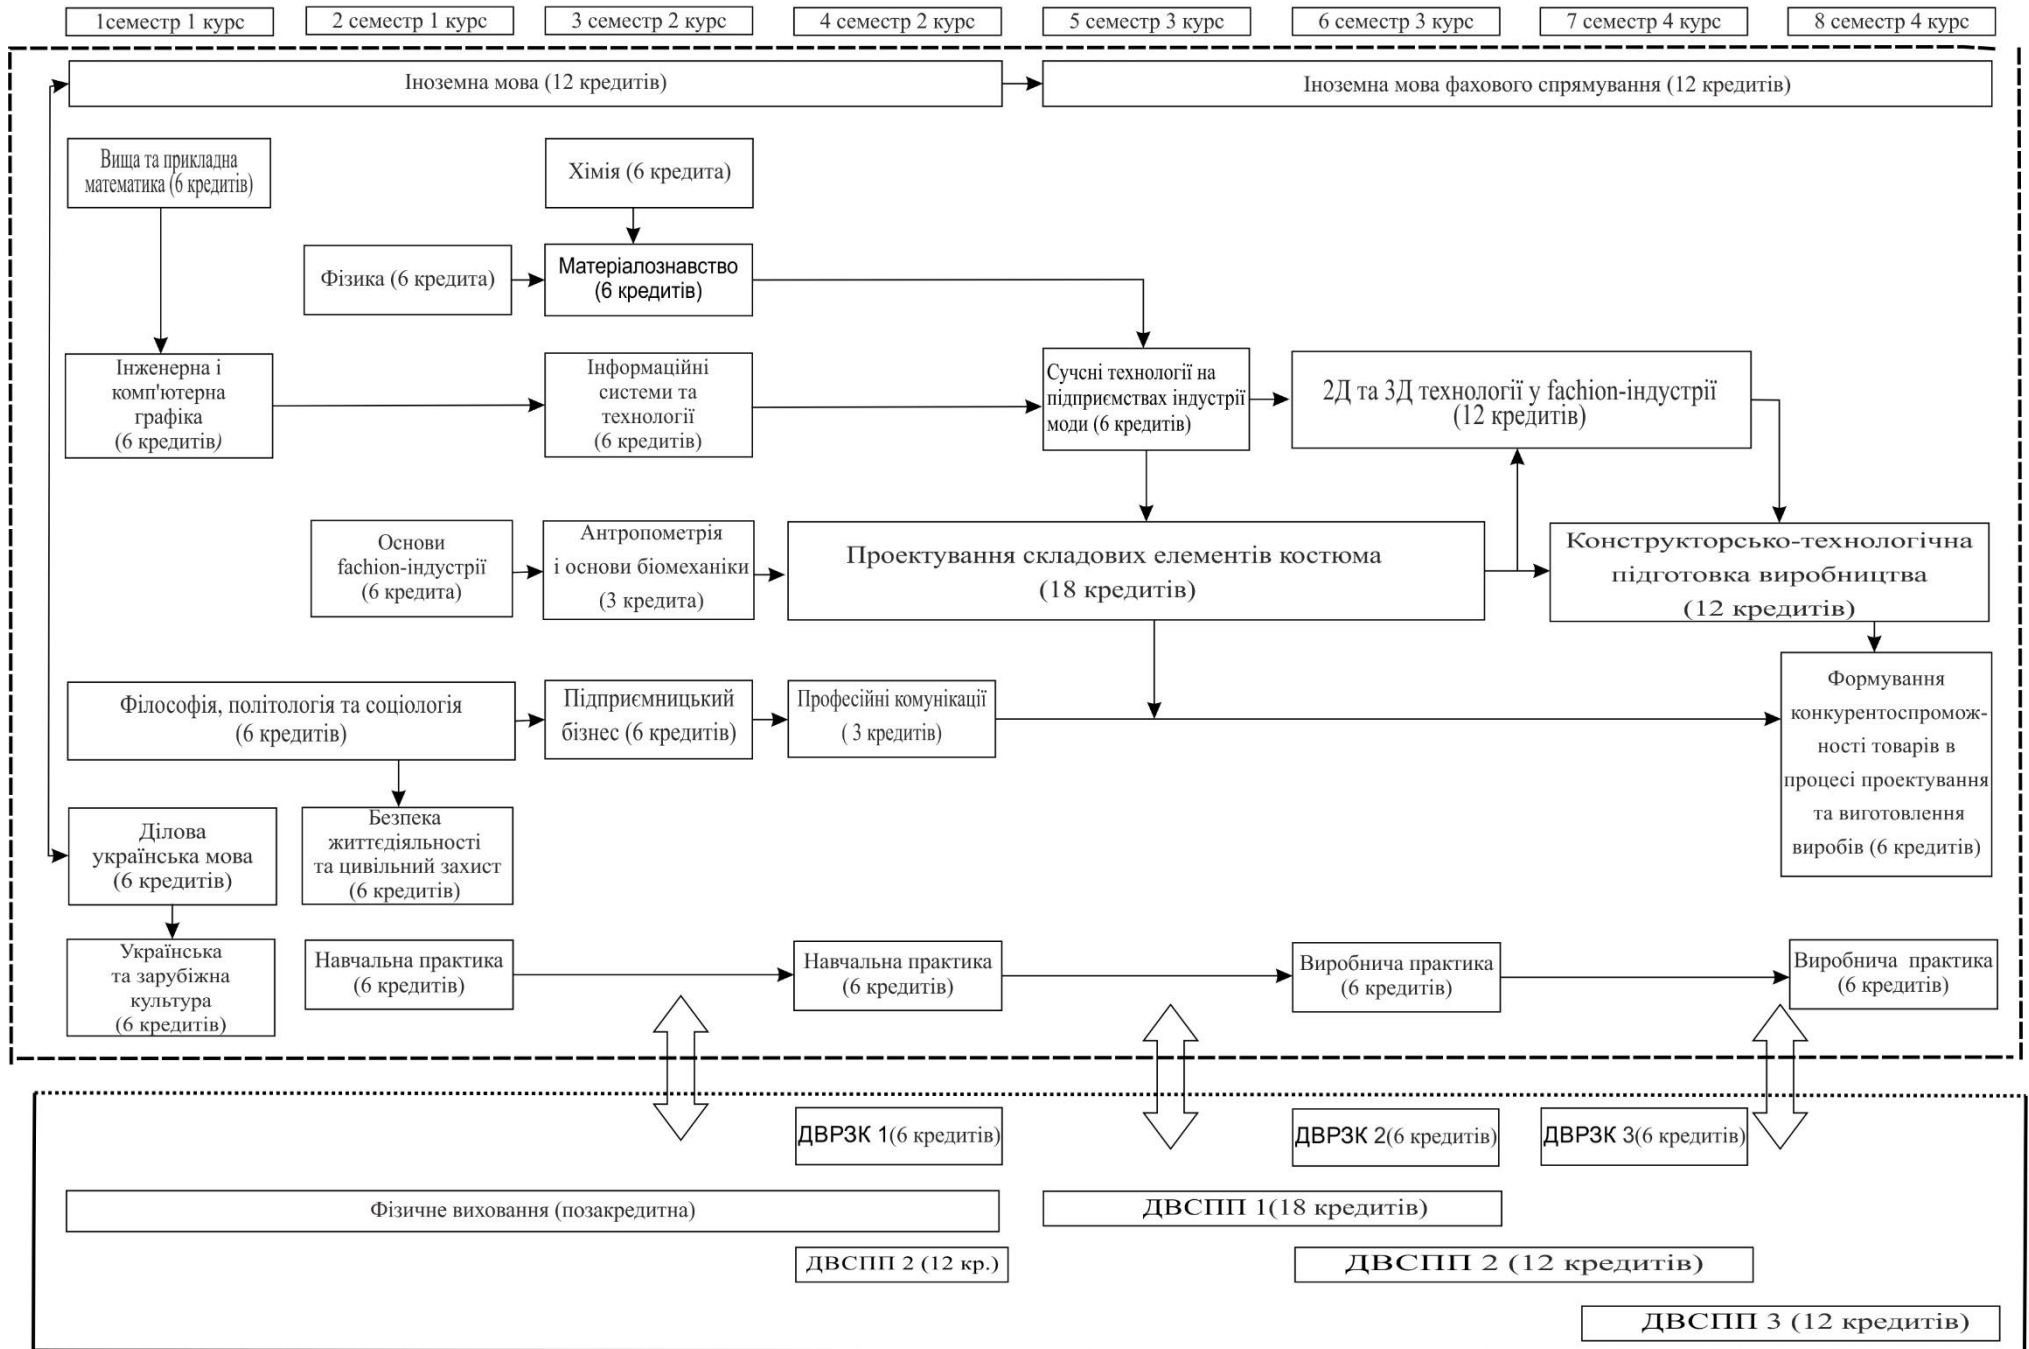 1семестр 1 курс
2 семестр 1 курс
3 семестр 2 курс
4 семестр 2 курс
5 семестр 3 курс
6 семестр 3 курс
7 семестр 4 курс
8 семестр 4 курс
Іноземна мова (12 кредитів)
Іноземна мова фахового спрямування (12 кредитів)
Вища та прикладна
математика (6 кредитів)
Хімія (6 кредита)
Фізика (6 кредита)
Матеріалознавство
(6 кредитів)
Інженерна і
комп'ютерна
графіка
(6 кредитів)
Інформаційні
системи та
технології
(6 кредитів)
Сучсні технології на
підприємствах індустрії
моди (6 кредитів)
2Д та 3Д технології у fachion-індустрії
(12 кредитів)
Основи
fachion-індустрії
(6 кредита)
Антропометрія
і основи біомеханіки
(3 кредита)
Проектування складових елементів костюма
(18 кредитів)
Конструкторсько-технологічна
підготовка виробництва
(12 кредитів)
Філософія, політологія та соціологія
(6 кредитів)
Підприємницький
бізнес (6 кредитів)
Професійні комунікації
( 3 кредитів)
Формування
конкурентоспромож-
ності товарів в
процесі проектування
та виготовлення
виробів (6 кредитів)
Ділова
українська мова
(6 кредитів)
Безпека
життєдіяльності
та цивільний захист
(6 кредитів)
Українська
та зарубіжна
культура
(6 кредитів)
Навчальна практика
(6 кредитів)
Навчальна практика
(6 кредитів)
Виробнича практика
(6 кредитів)
Виробнича практика
(6 кредитів)
ДВРЗК 1(6 кредитів)
ДВРЗК 2(6 кредитів)
ДВРЗК 3(6 кредитів)
Фізичне виховання (позакредитна)
ДВСПП 1(18 кредитів)
ДВСПП 2 (12 кр.)
ДВСПП 2 (12 кредитів)
ДВСПП 3 (12 кредитів)